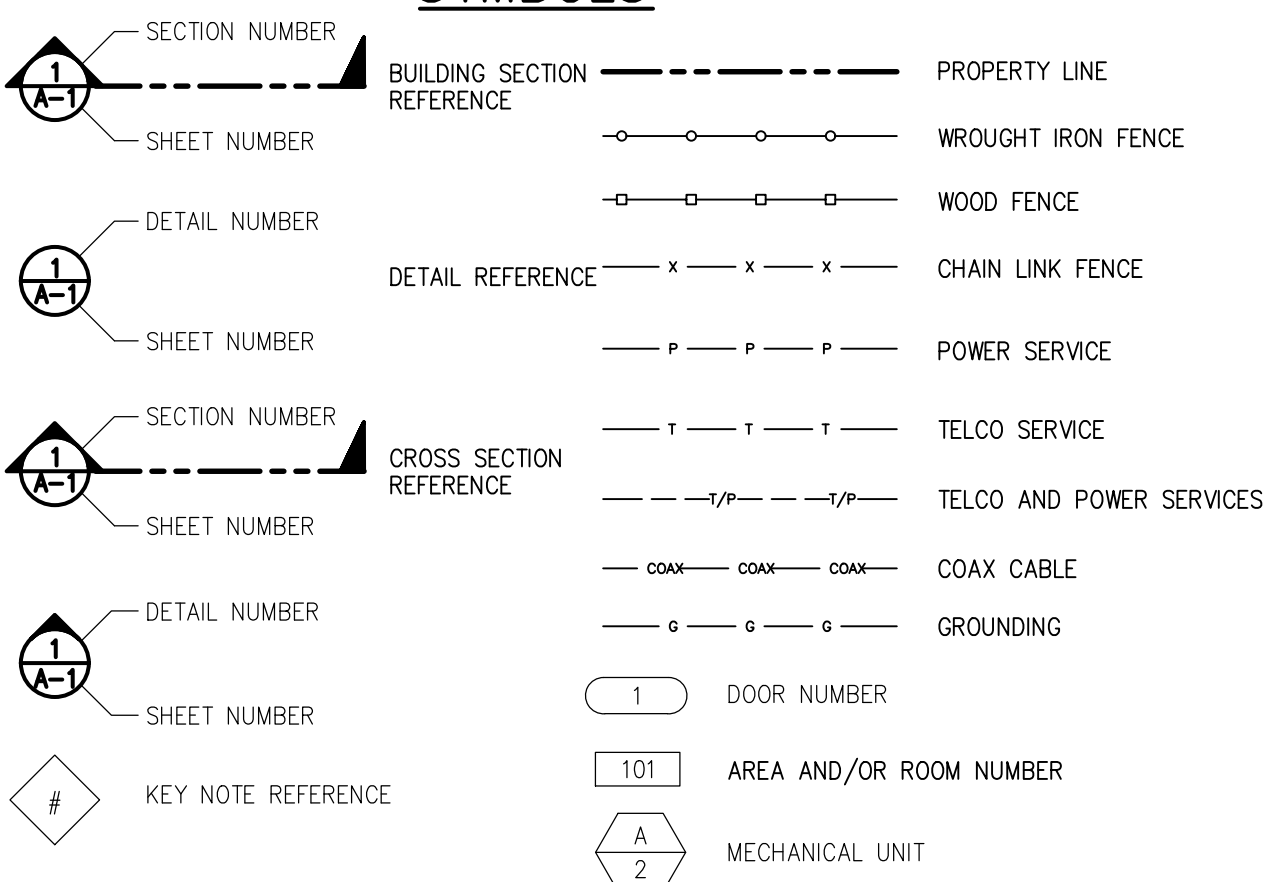 SYMBOLS
SECTION NUMBER
1
A-1
SHEET NUMBER
BUILDING SECTION
REFERENCE
DETAIL NUMBER
1
A-1
SHEET NUMBER
DETAIL REFERENCE
SECTION NUMBER
1
A-1
SHEET NUMBER
CROSS SECTION
REFERENCE
DETAIL NUMBER
1
A-1
SHEET NUMBER
#
KEY NOTE REFERENCE
PROPERTY LINE
WROUGHT IRON FENCE
WOOD FENCE
X X X CHAIN LINK FENCE
P P P POWER SERVICE
T T T TELCO SERVICE
T/P T/P TELCO AND POWER SERVICES
COAX COAX COAX COAX CABLE
G G G GROUNDING
1 DOOR NUMBER
101 AREA AND/OR ROOM NUMBER
A
2
MECHANICAL UNIT